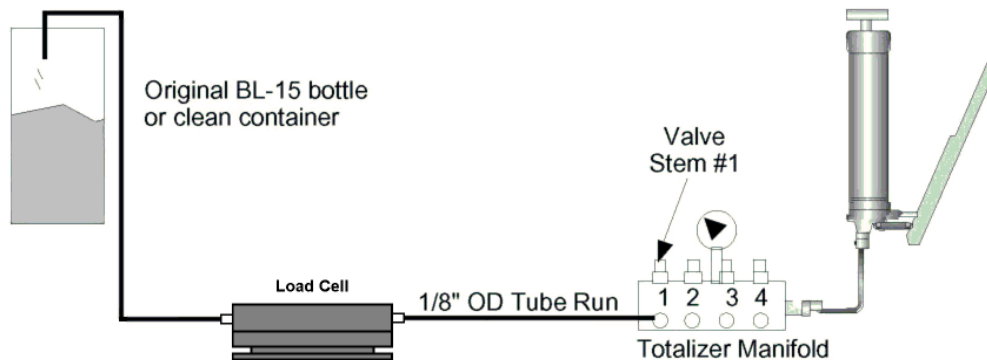 Original BL-15 bottle
or clean container
Valve
Stem #1
Load Cell
1/8" OD Tube Run
1 2 3 4
Totalizer Manifold